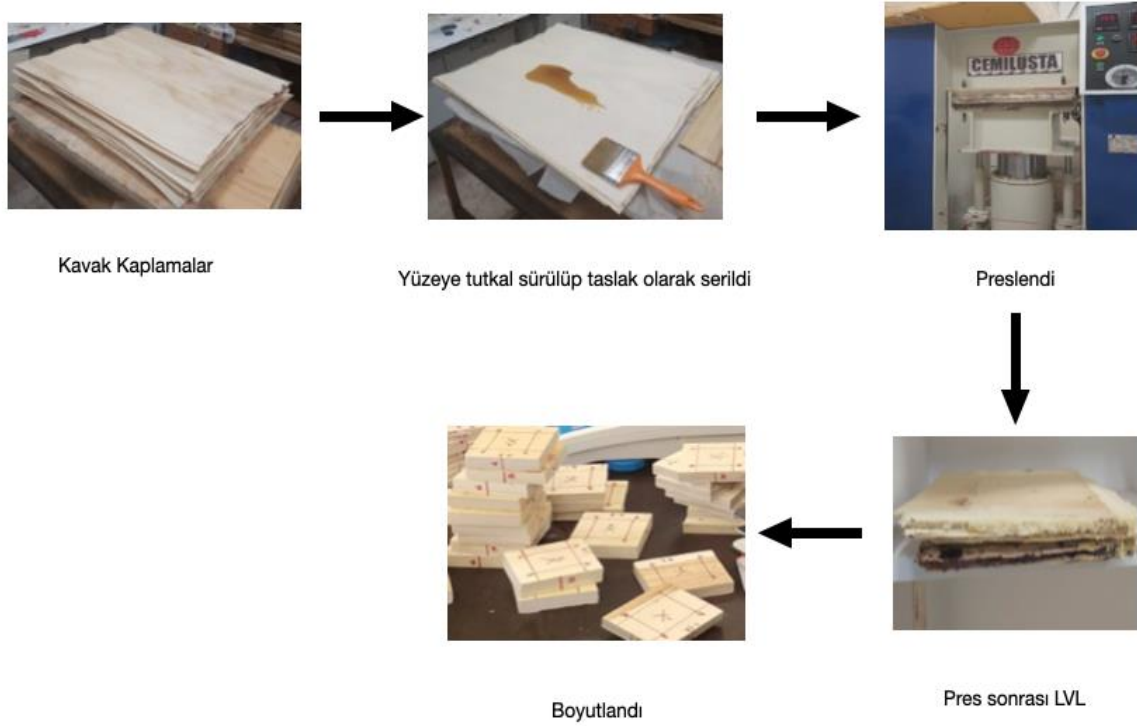 CEMILUSTA
Kavak Kaplamalar
Yüzeye tutkal sürülüp taslak olarak serildi
Preslendi
Boyutlandı
Pres sonrası LVL